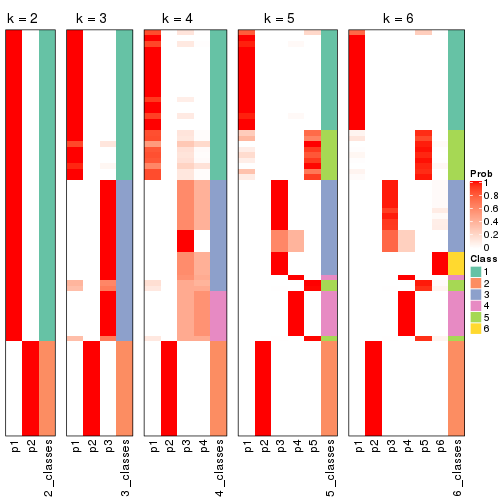 k = 2
k = 3
k = 4
k = 5
k = 6
Prob
1
0.8
0.6
0.4
0.2
0
Class
1
2
3
4
5
6
p1
p2
2_classes
p1
p2
p3
3_classes
p1
p2
p3
p4
4_classes
p1
p2
p3
p4
p5
5_classes
p1
p2
p3
p4
p5
p6
6_classes